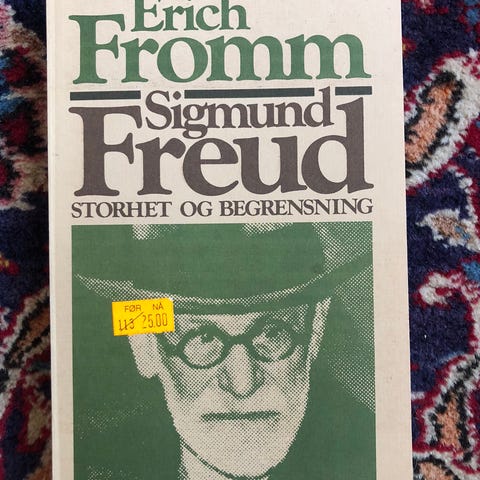 Erich
Fromm
Sigmund
Freud
STORHET OG BEGRENSNING
FØR NÅ
113 25.00